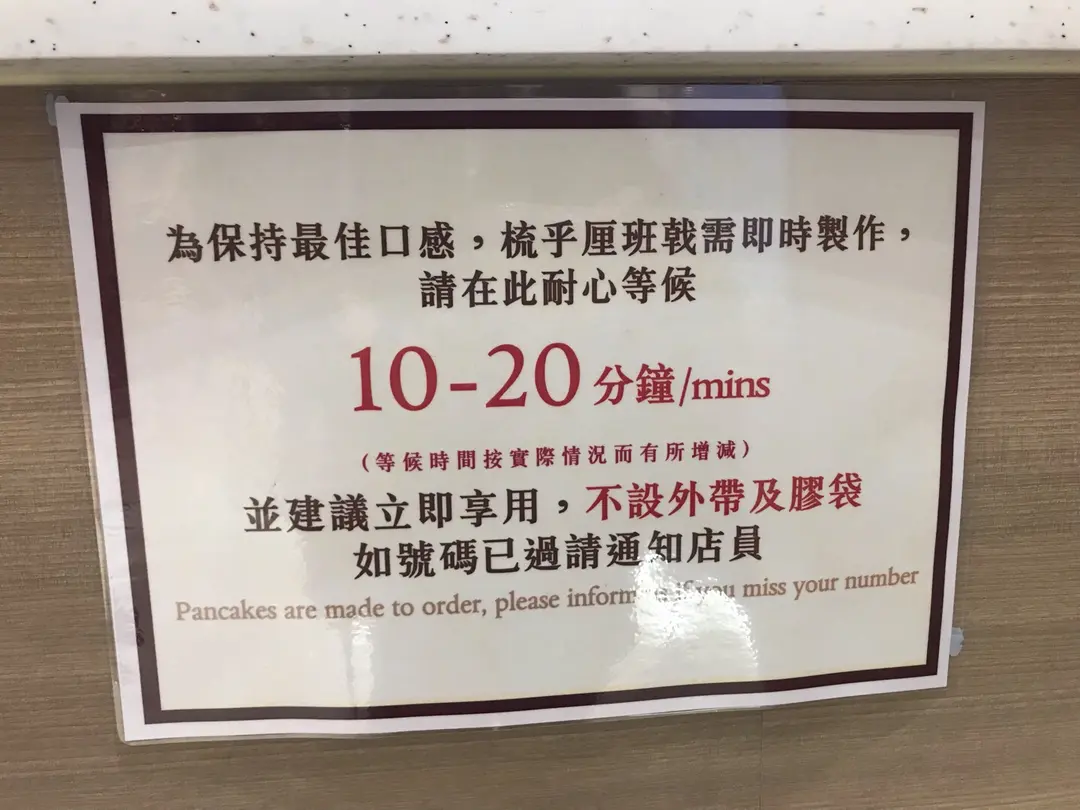 為保持最佳口感，梳乎厘班戟需即時製作，
請在此耐心等候
10-20分鐘/mins
（等候時間按實際情況而有所增減）
並建議立即享用，不設外帶及膠袋
如號碼已過請通知店員
Pancakes are made to order, please inform if you miss your number